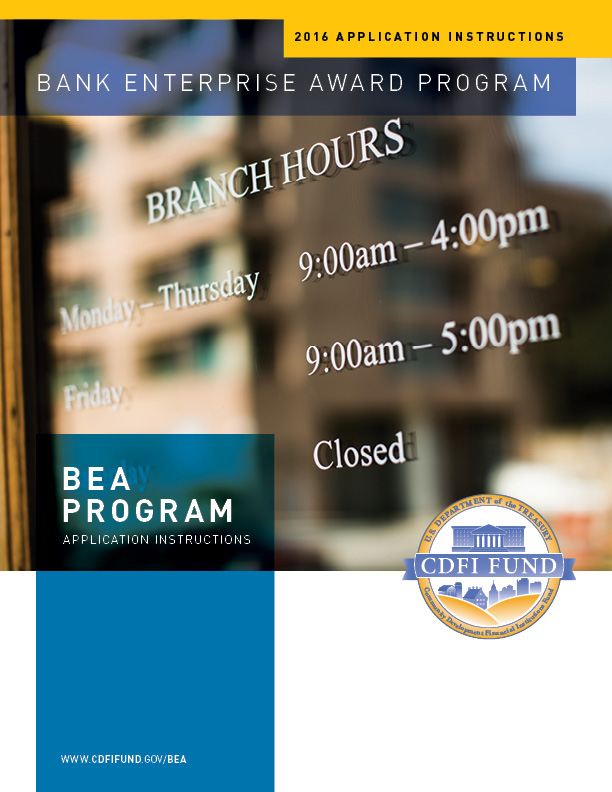 2016 APPLICATION INSTRUCTIONS
BANK ENTERPRISE AWARD PROGRAM
BRANCH HOURS
Monday – Thursday 9:00am – 4:00pm
Friday 9:00am – 5:00pm
Closed
BEA
PROGRAM
APPLICATION INSTRUCTIONS
U.S. DEPARTMENT of the TREASURY
CDFI FUND
Community Development Financial Institutions Fund
WWW.CDFIFUND.GOV/BEA